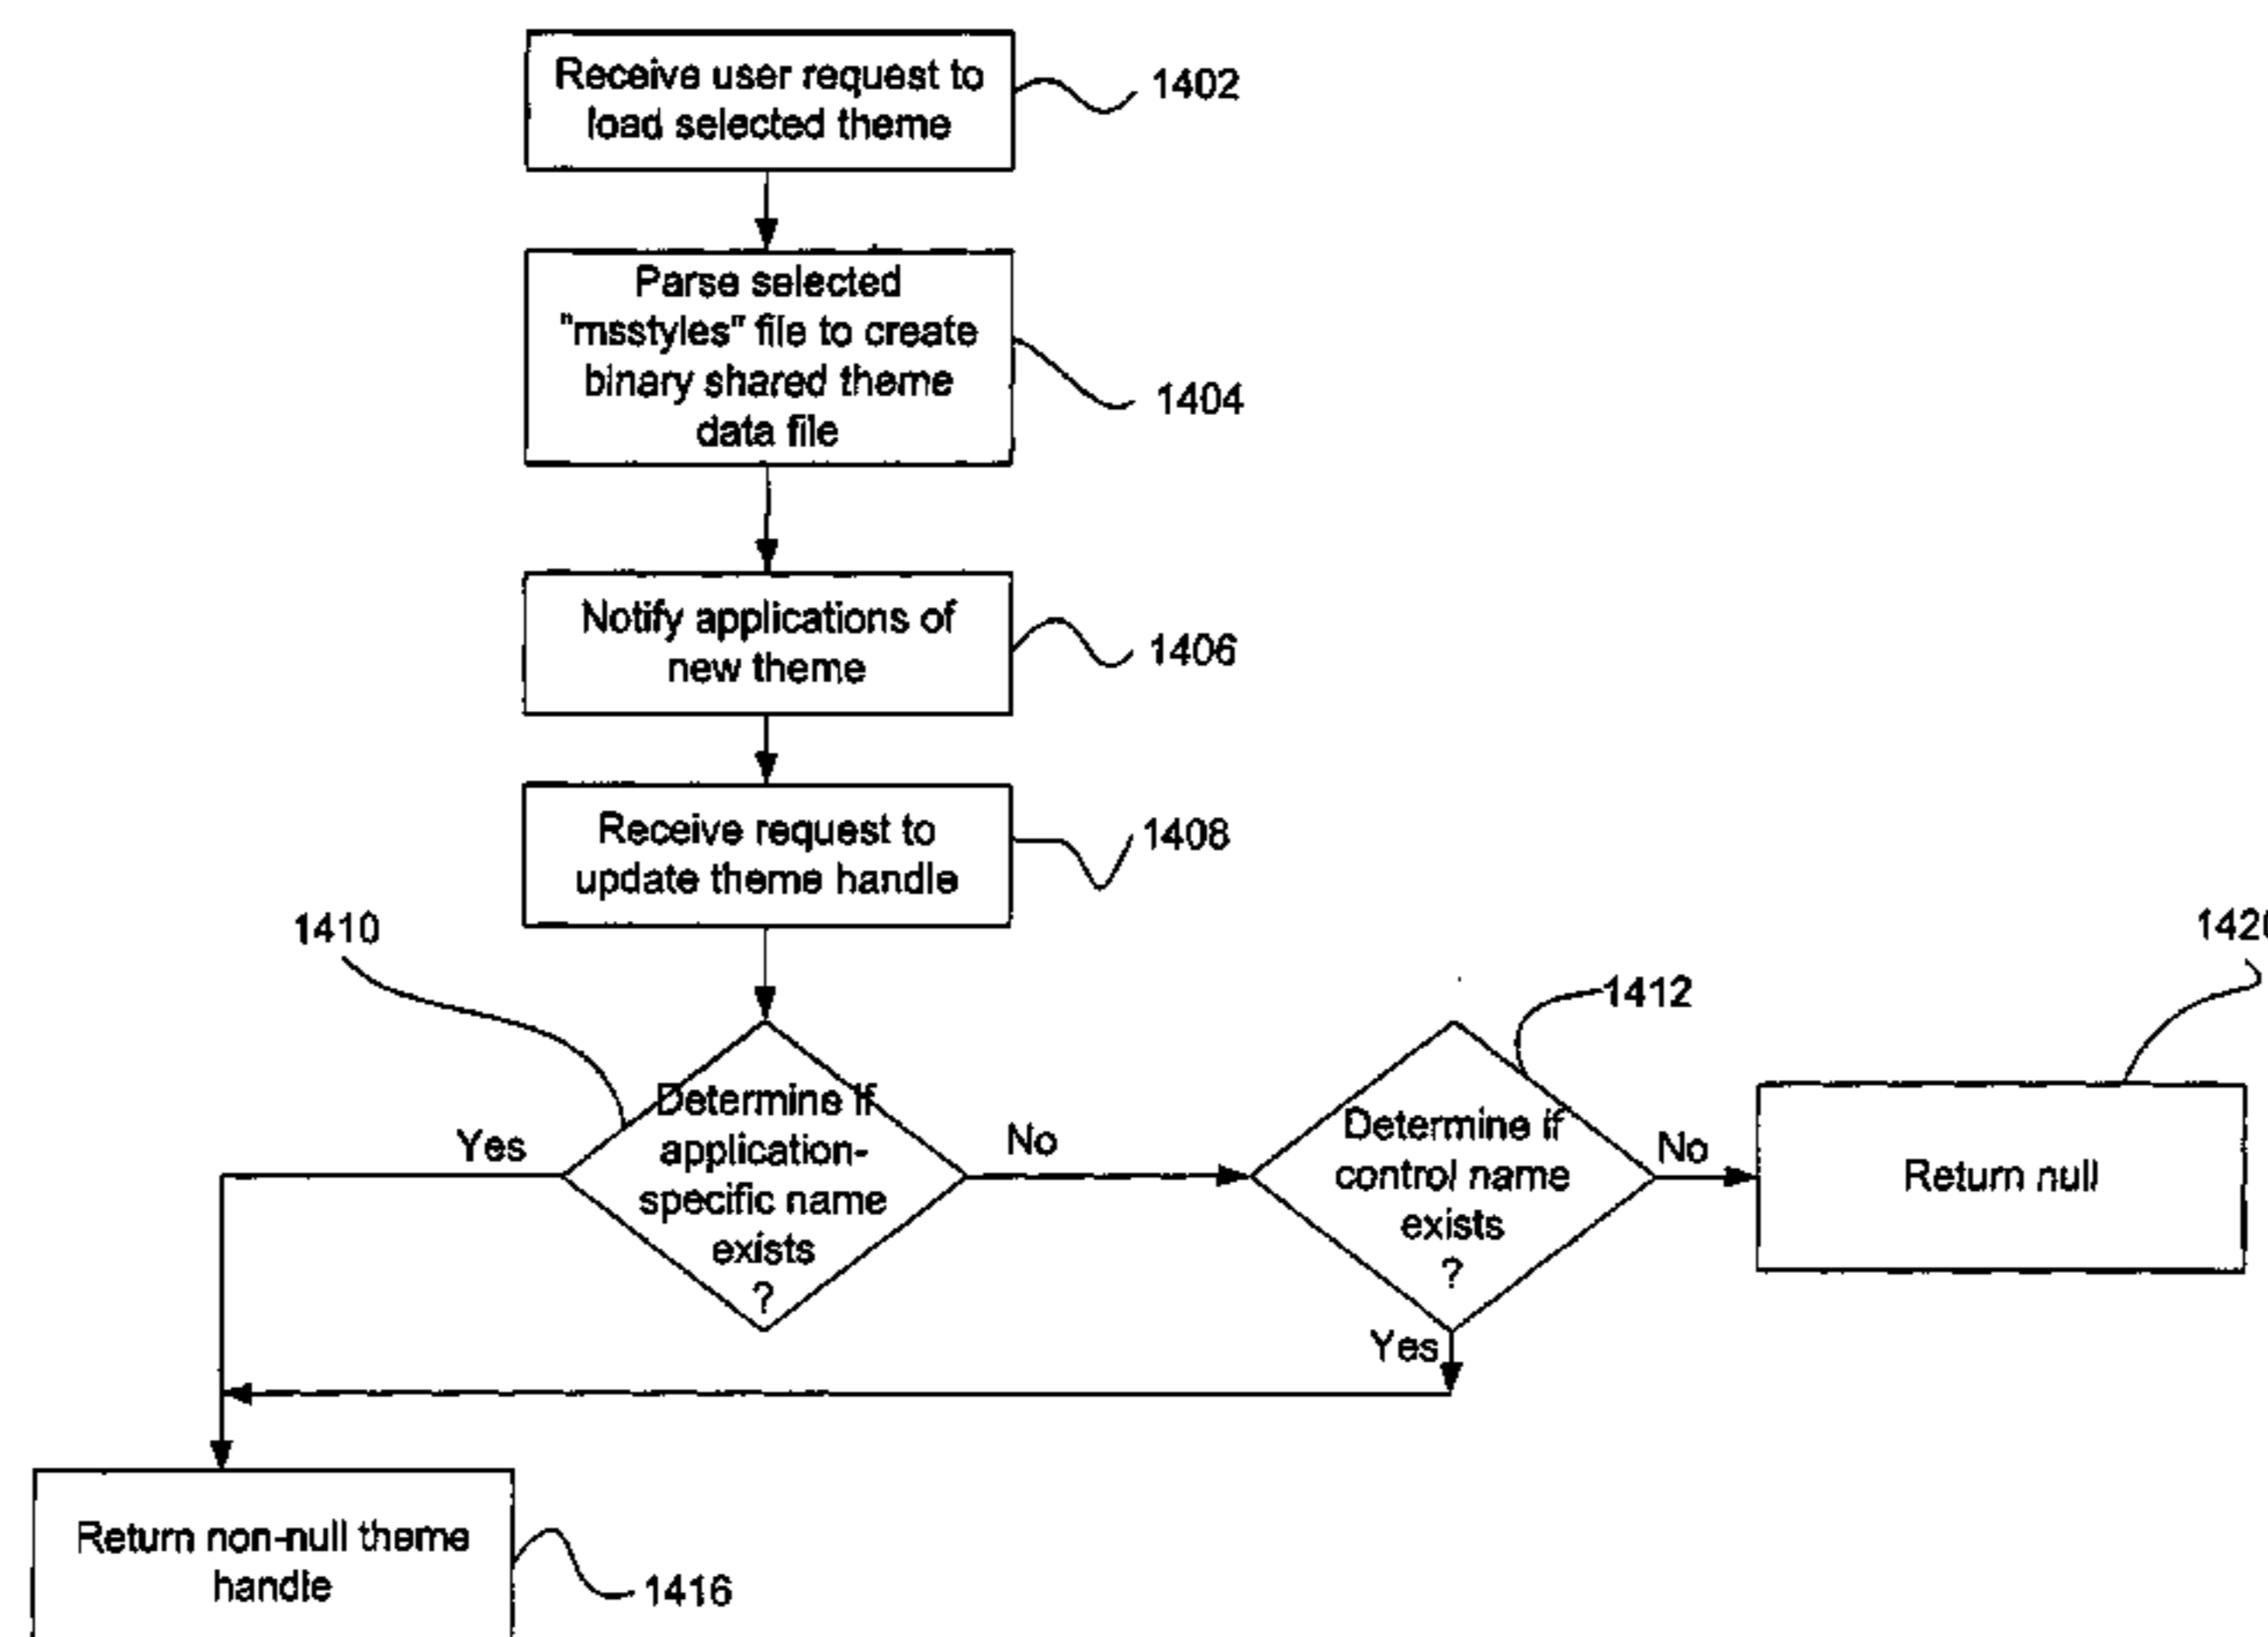 Receive user request to
load selected theme
1402
Parse selected
"msstyles" file to create
binary shared theme
data file
1404
Notify applications of
new theme
1406
Receive request to
update theme handle
1408
1410
Determine if
application-
specific name
exists
?
Yes
No
1412
Determine if
control name
exists
?
No
Yes
Return null
Return non-null theme
handle
1416